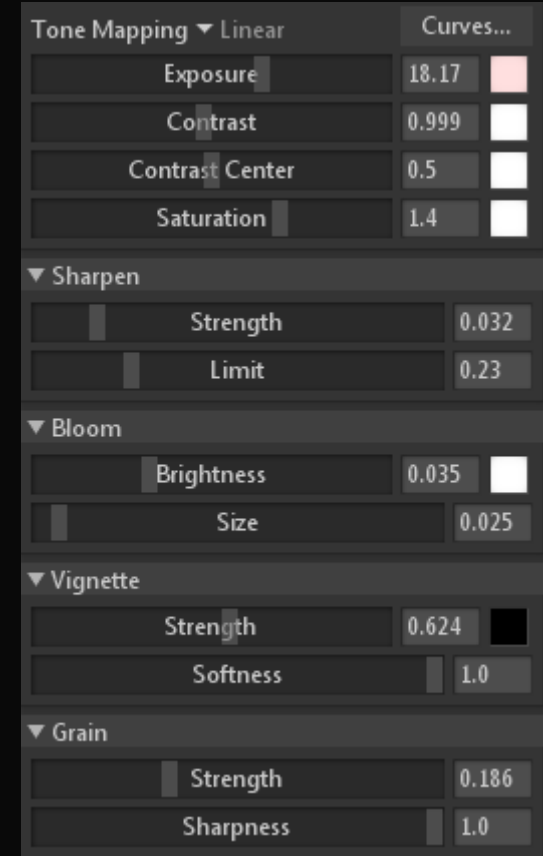 Tone Mapping Linear Curves...
Exposure 18.17
Contrast 0.999
Contrast Center 0.5
Saturation 1.4
Sharpen
Strength 0.032
Limit 0.23
Bloom
Brightness 0.035
Size 0.025
Vignette
Strength 0.624
Softness 1.0
Grain
Strength 0.186
Sharpness 1.0